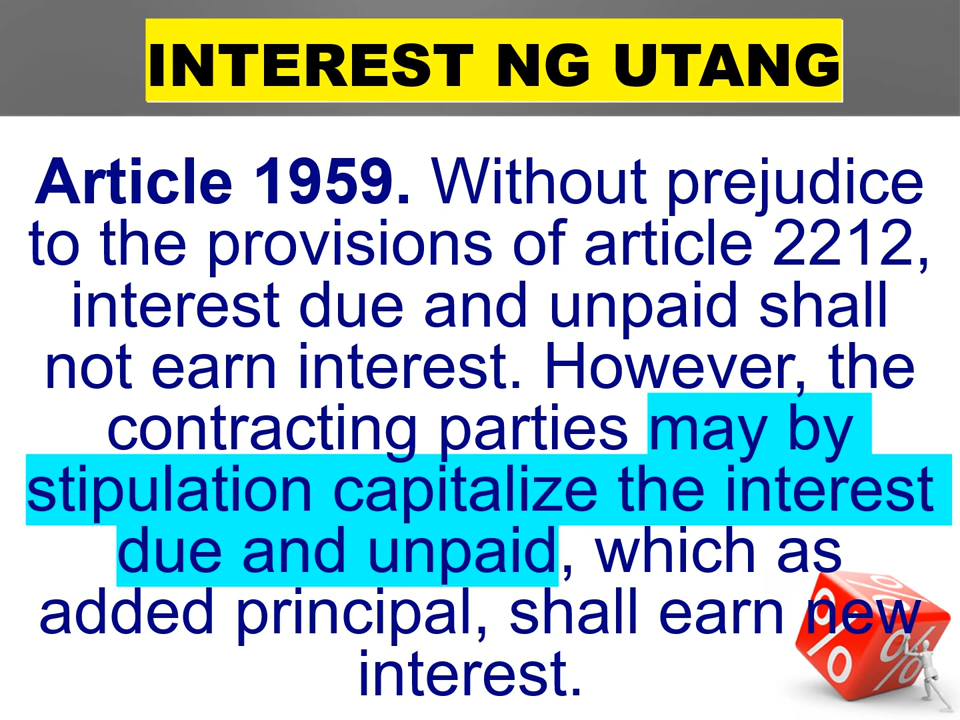 INTEREST NG UTANG
Article 1959. Without prejudice
to the provisions of article 2212,
interest due and unpaid shall
not earn interest. However, the
contracting parties may by
stipulation capitalize the interest
due and unpaid, which as
added principal, shall earn new
interest.
%
%
%